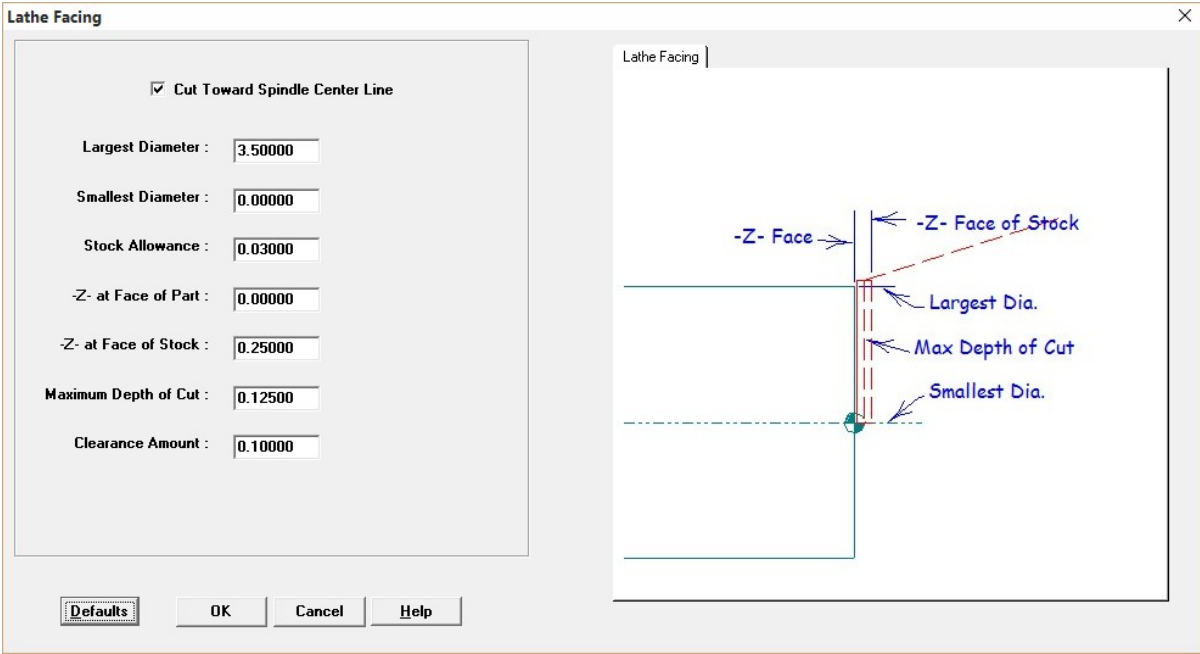 Lathe Facing
Cut Toward Spindle Center Line
Largest Diameter : 3.50000
Smallest Diameter : 0.00000
Stock Allowance : 0.03000
-Z- at Face of Part : 0.00000
-Z- at Face of Stock : 0.25000
Maximum Depth of Cut : 0.12500
Clearance Amount : 0.10000
Defaults OK Cancel Help
Lathe Facing
-Z- Face
-Z- Face of Stock
Largest Dia.
Max Depth of Cut
Smallest Dia.